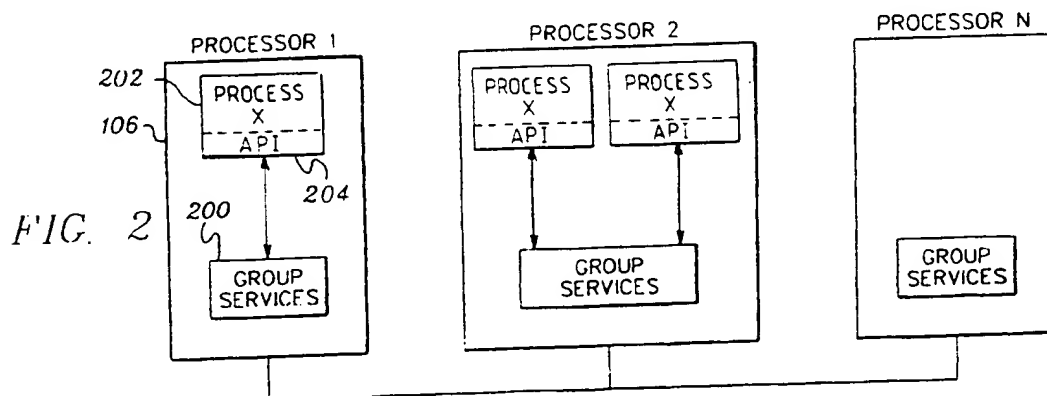 PROCESSOR 1
PROCESSOR 2
PROCESSOR N
202
106
PROCESS
X
API
204
200
GROUP
SERVICES
PROCESS
X
API
PROCESS
X
API
GROUP
SERVICES
GROUP
SERVICES
FIG. 2